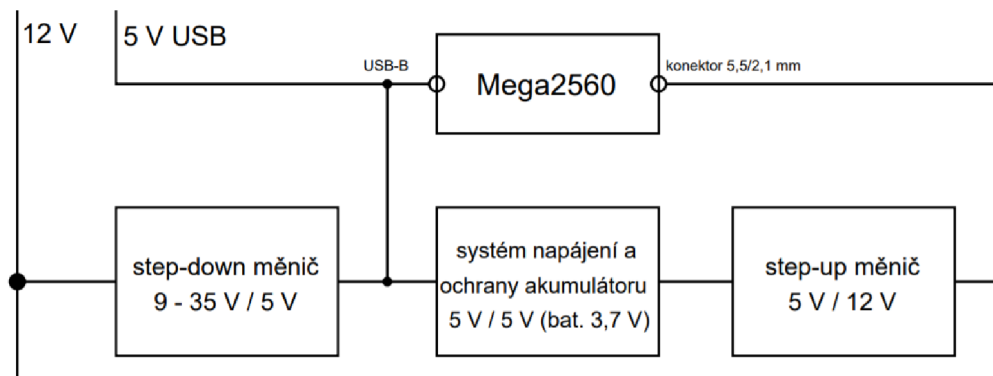 12 V
5 V USB
USB-B
Mega2560
konektor 5,5/2,1 mm
step-down měnič
9 - 35 V / 5 V
systém napájení a
ochrany akumulátoru
5 V / 5 V (bat. 3,7 V)
step-up měnič
5 V / 12 V